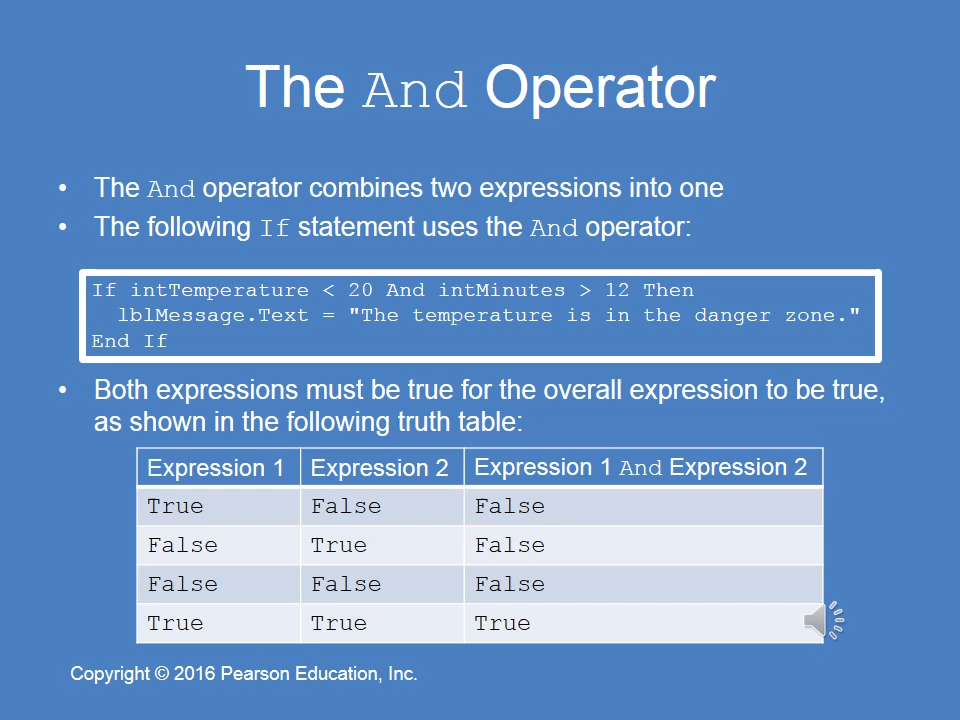 The And Operator
• The And operator combines two expressions into one
• The following If statement uses the And operator:
If intTemperature < 20 And intMinutes > 12 Then
  lblMessage.Text = "The temperature is in the danger zone."
End If
• Both expressions must be true for the overall expression to be true,
as shown in the following truth table:
Expression 1 Expression 2 Expression 1 And Expression 2
True False False
False True False
False False False
True True True
Copyright © 2016 Pearson Education, Inc.